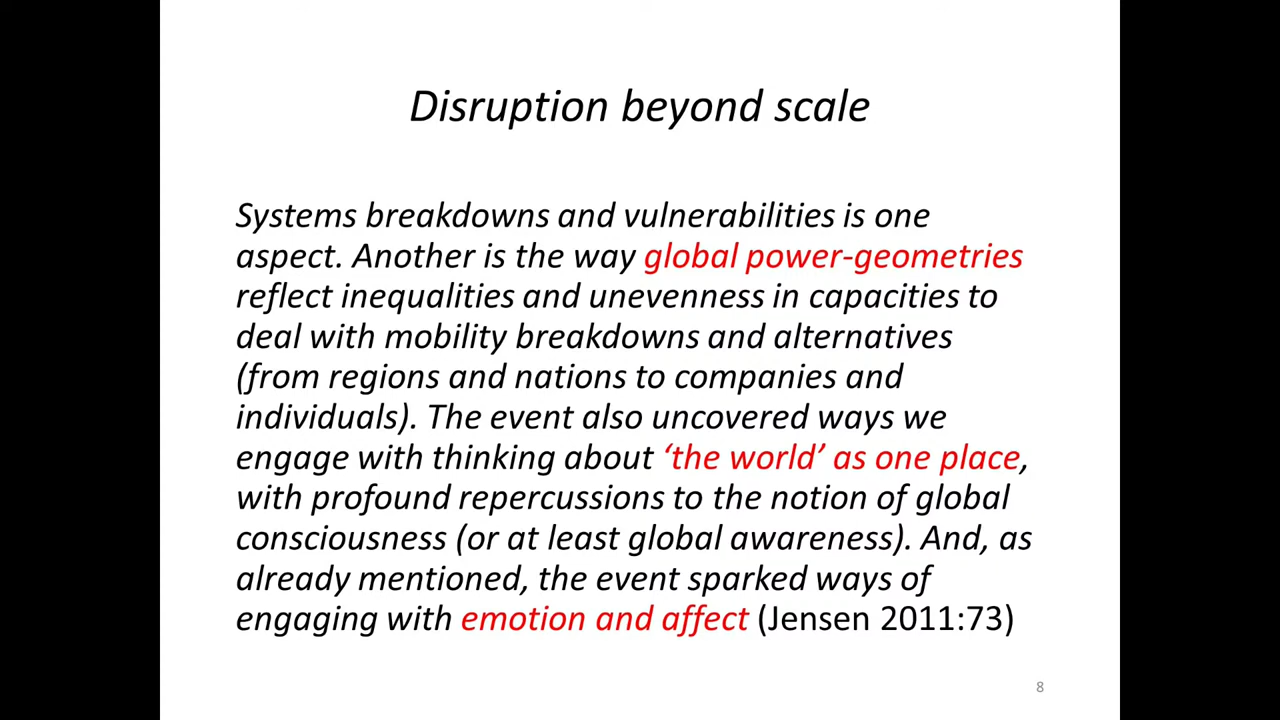 Disruption beyond scale
Systems breakdowns and vulnerabilities is one
aspect. Another is the way global power-geometries
reflect inequalities and unevenness in capacities to
deal with mobility breakdowns and alternatives
(from regions and nations to companies and
individuals). The event also uncovered ways we
engage with thinking about ‘the world’ as one place,
with profound repercussions to the notion of global
consciousness (or at least global awareness). And, as
already mentioned, the event sparked ways of
engaging with emotion and affect (Jensen 2011:73)
8